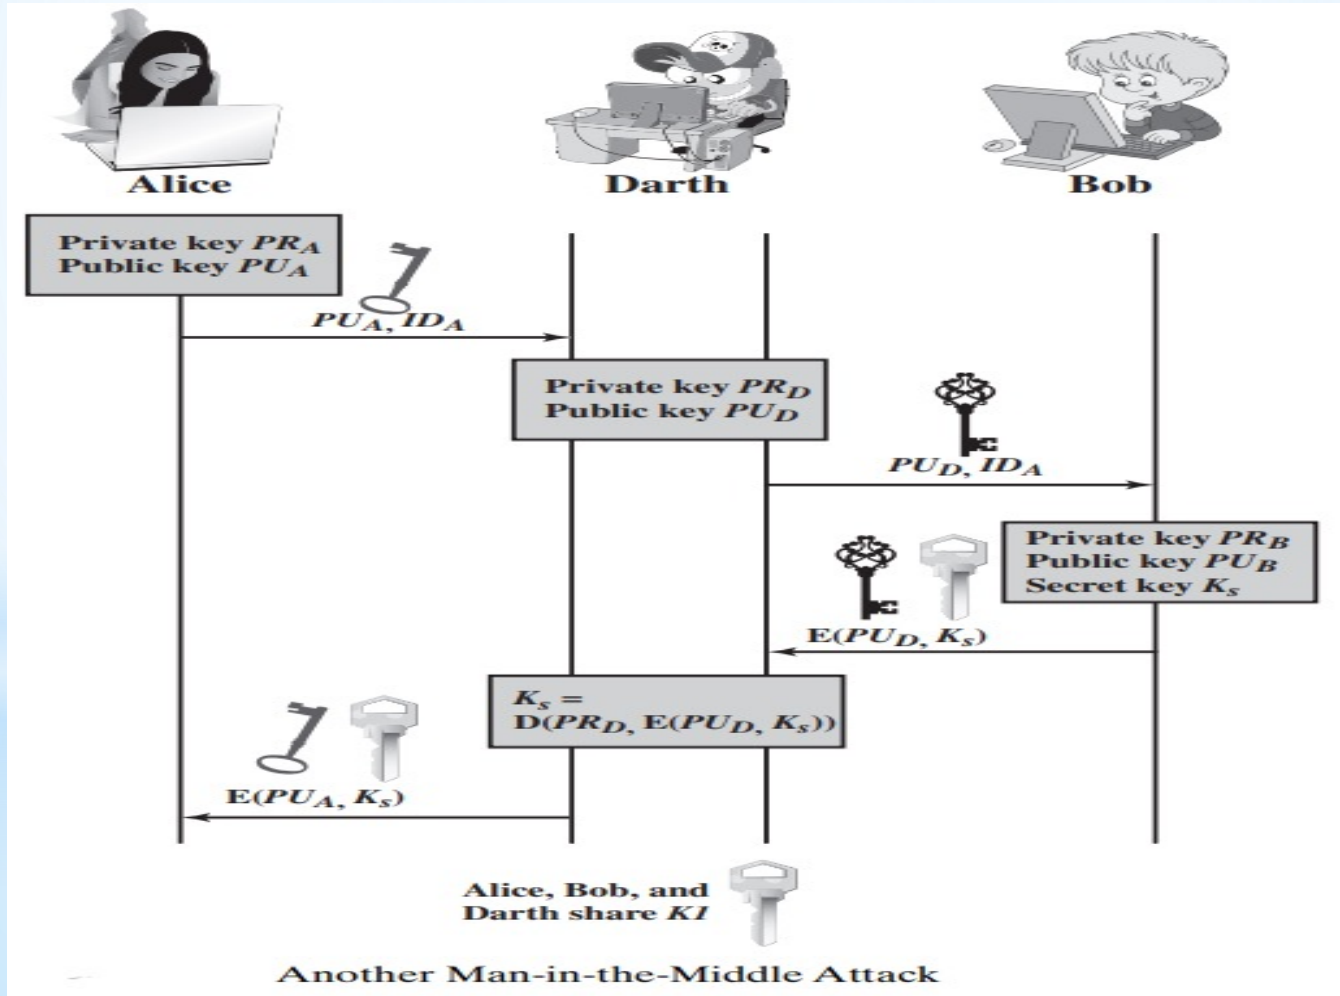 Alice
Darth
Bob
Private key PRA
Public key PUA
PUA, IDA
Private key PRD
Public key PUD
PUD, IDA
Private key PRB
Public key PUB
Secret key Ks
E(PUD, Ks)
Ks =
D(PRD, E(PUD, Ks))
E(PUA, Ks)
Alice, Bob, and
Darth share K1
Another Man-in-the-Middle Attack